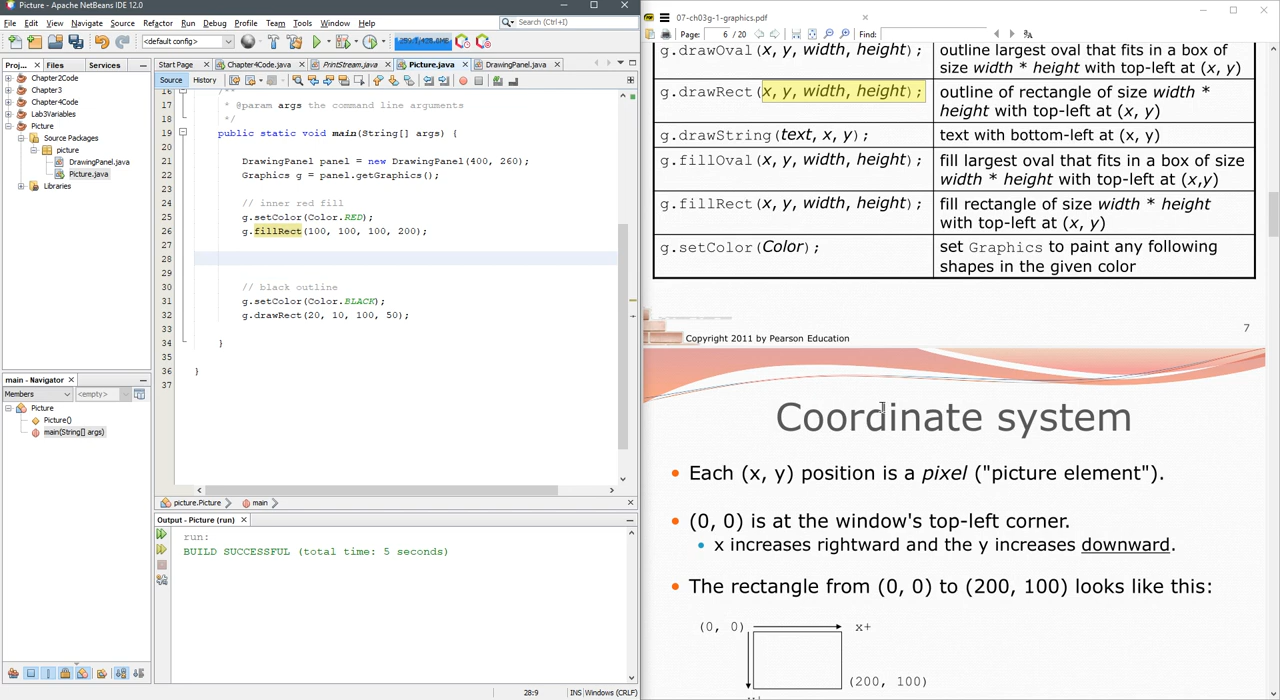 Picture - Apache NetBeans IDE 12.0
File Edit View Navigate Source Refactor Run Debug Profile Team Tools Window Help
Search (Ctrl+I)
<default config>
Proj... Files Services
Chapter2Code
Chapter3
Chapter4Code
Lab3Variables
Picture
Source Packages
picture
DrawingPanel.java
Picture.java
Libraries
main - Navigator
Members <empty>
Picture
Picture()
main(String[] args)
Start Page Chapter4Code.java PrintStream.java Picture.java DrawingPanel.java
Source History
16 /**
17 * @param args the command line arguments
18 */
19 public static void main(String[] args) {
20
21 DrawingPanel panel = new DrawingPanel(400, 260);
22 Graphics g = panel.getGraphics();
23
24 // inner red fill
25 g.setColor(Color.RED);
26 g.fillRect(100, 100, 100, 200);
27
28
29
30 // black outline
31 g.setColor(Color.BLACK);
32 g.drawRect(20, 10, 100, 50);
33
34 }
35
36 }
37
picture.Picture main
Output - Picture (run)
run:
BUILD SUCCESSFUL (total time: 5 seconds)
28:9 INS Windows (CRLF)
07-ch03g-1-graphics.pdf
Page: 6 / 20 Find:
g.drawOval(x, y, width, height); outline largest oval that fits in a box of
size width * height with top-left at (x, y)
g.drawRect(x, y, width, height); outline of rectangle of size width *
height with top-left at (x, y)
g.drawString(text, x, y); text with bottom-left at (x, y)
g.fillOval(x, y, width, height); fill largest oval that fits in a box of size
width * height with top-left at (x,y)
g.fillRect(x, y, width, height); fill rectangle of size width * height
with top-left at (x, y)
g.setColor(Color); set Graphics to paint any following
shapes in the given color
Copyright 2011 by Pearson Education
7
Coordinate system
• Each (x, y) position is a pixel ("picture element").
• (0, 0) is at the window's top-left corner.
• x increases rightward and the y increases downward.
• The rectangle from (0, 0) to (200, 100) looks like this:
(0, 0) x+
(200, 100)